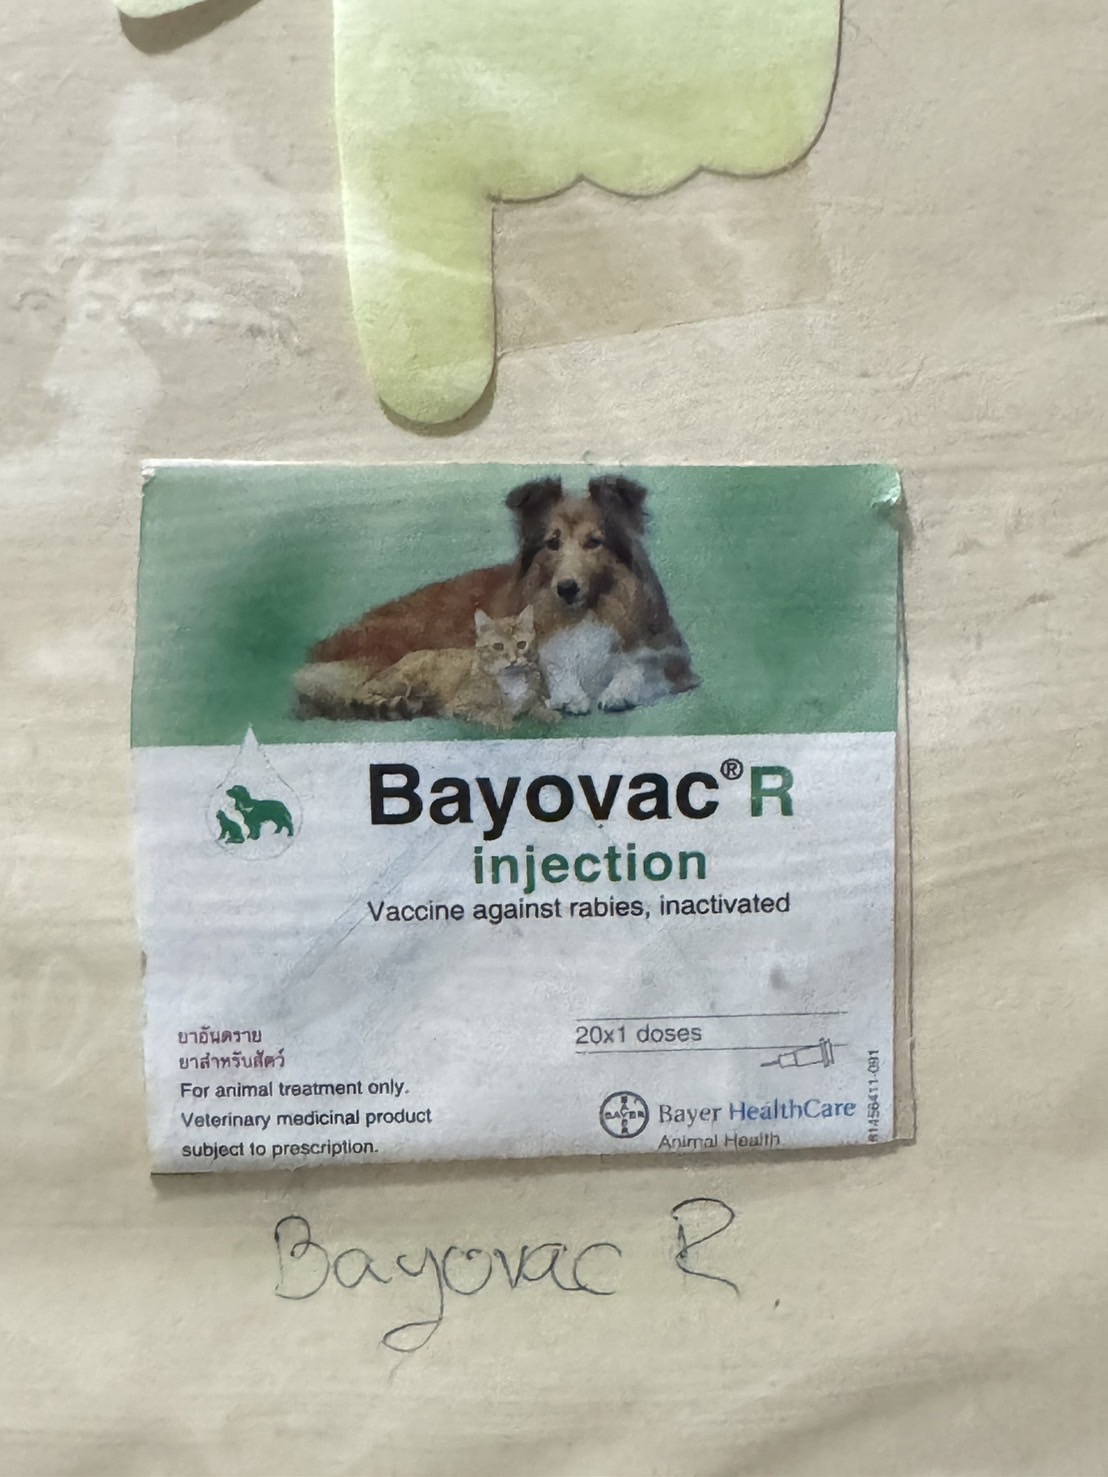 Bayovac® R
injection
Vaccine against rabies, inactivated
ยาอันตราย
ยาสำหรับสัตว์
For animal treatment only.
Veterinary medicinal product
subject to prescription.
20x1 doses
BAYER
Bayer HealthCare
Animal Health
81456411-091
Bayovac R.